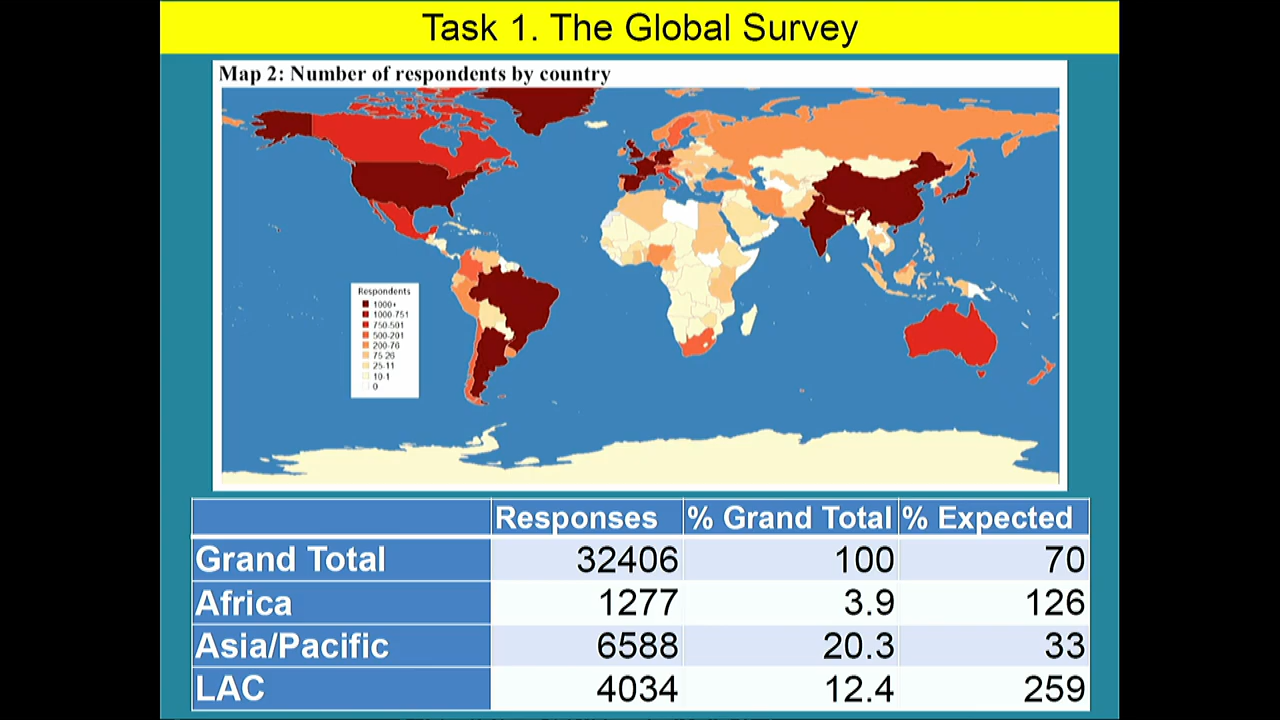 Task 1. The Global Survey
Map 2: Number of respondents by country
Respondents
1000+
1000-751
750-501
500-201
200-76
75-26
25-11
10-1
0
Responses % Grand Total % Expected
Grand Total 32406 100 70
Africa 1277 3.9 126
Asia/Pacific 6588 20.3 33
LAC 4034 12.4 259